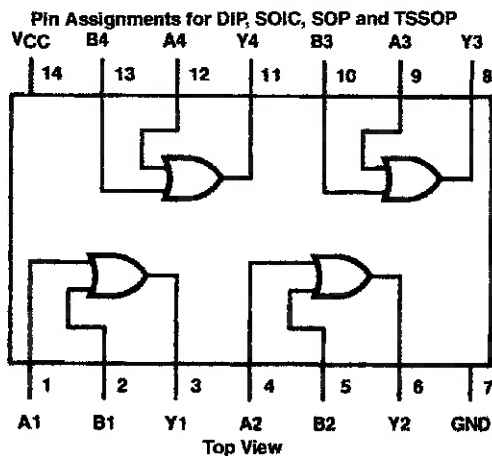 Pin Assignments for DIP, SOIC, SOP and TSSOP
VCC B4 A4 Y4 B3 A3 Y3
14 13 12 11 10 9 8
1 2 3 4 5 6 7
A1 B1 Y1 A2 B2 Y2 GND
Top View